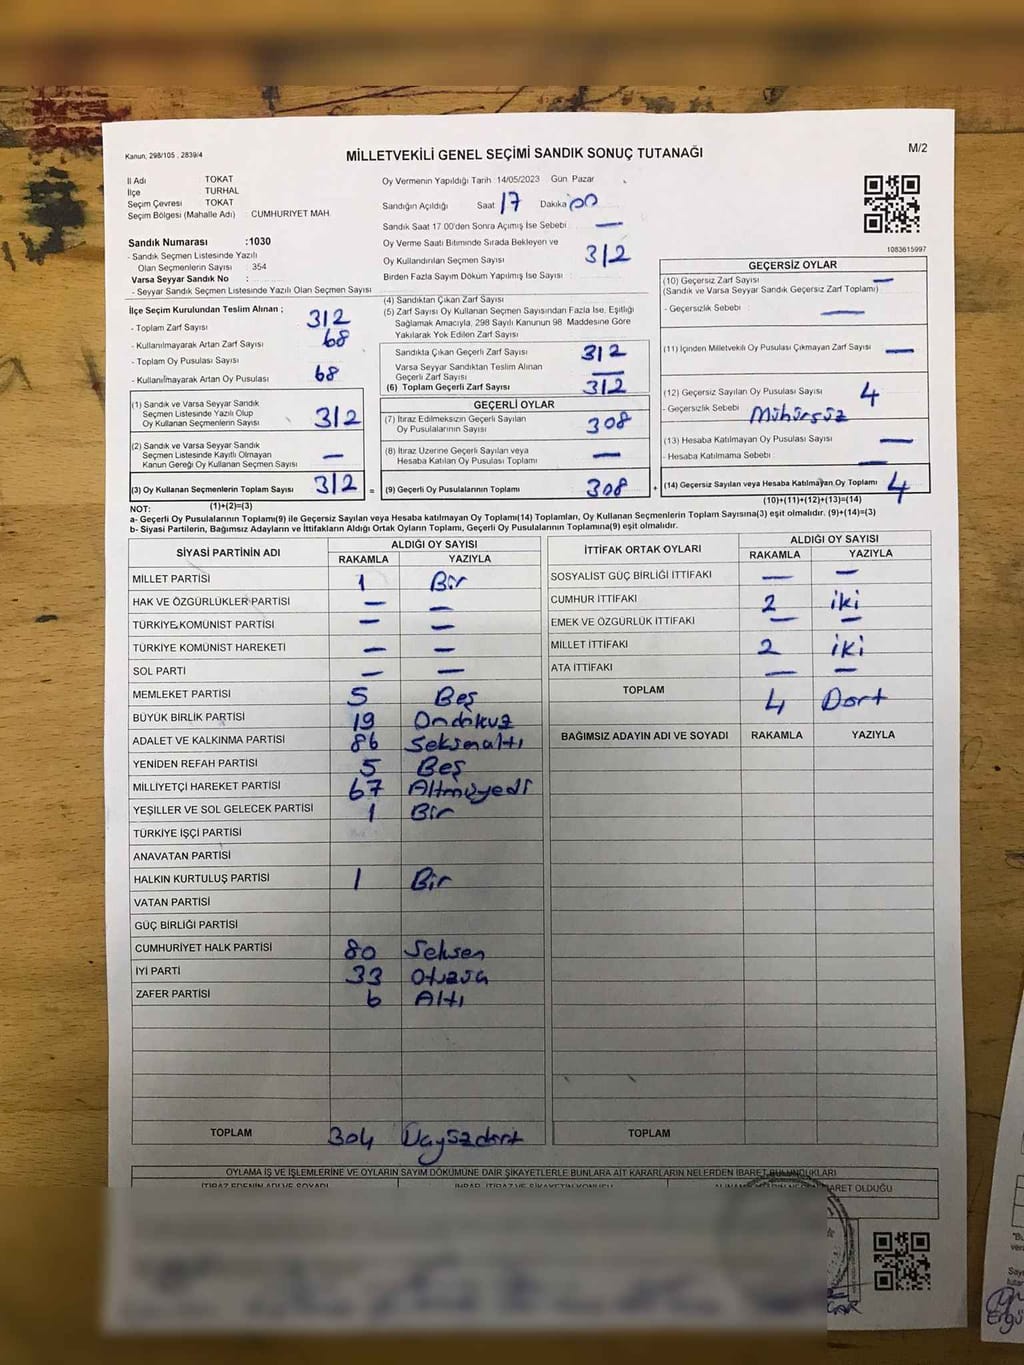 Kanun, 298/105 , 2839/4
MİLLETVEKİLİ GENEL SEÇİMİ SANDIK SONUÇ TUTANAĞI
M/2
İl Adı TOKAT
İlçe TURHAL
Seçim Çevresi TOKAT
Seçim Bölgesi (Mahalle Adı) : CUMHURIYET MAH.
Sandık Numarası :1030
- Sandık Seçmen Listesinde Yazılı
Olan Seçmenlerin Sayısı : 354
Varsa Seyyar Sandık No :
- Seyyar Sandık Seçmen Listesinde Yazılı Olan Seçmen Sayısı
Oy Vermenin Yapıldığı Tarih 14/05/2023 Gün. Pazar
Sandığın Açıldığı Saat 17 Dakika 00
Sandık Saat 17.00'den Sonra Açımış İse Sebebi —
Oy Verme Saati Bitiminde Sırada Bekleyen ve
Oy Kullandırılan Seçmen Sayısı 312
Birden Fazla Sayım Döküm Yapılmış İse Sayısı :
1083615997
İlçe Seçim Kurulundan Teslim Alınan ;
- Toplam Zarf Sayısı 312
- Kullanılmayarak Artan Zarf Sayısı 68
- Toplam Oy Pusulası Sayısı
- Kullanılmayarak Artan Oy Pusulası 68
(1) Sandık ve Varsa Seyyar Sandık
Seçmen Listesinde Yazılı Olup
Oy Kullanan Seçmenlerin Sayısı 312
(2) Sandık ve Varsa Seyyar Sandık
Seçmen Listesinde Kayıtlı Olmayan
Kanun Gereği Oy Kullanan Seçmen Sayısı —
(3) Oy Kullanan Seçmenlerin Toplam Sayısı 312 =
(1)+(2)=(3)
(4) Sandıktan Çıkan Zarf Sayısı
(5) Zarf Sayısı Oy Kullanan Seçmen Sayısından Fazla İse, Eşitliği
Sağlamak Amacıyla, 298 Sayılı Kanunun 98. Maddesine Göre
Yakılarak Yok Edilen Zarf Sayısı
Sandıkta Çıkan Geçerli Zarf Sayısı 312
Varsa Seyyar Sandıktan Teslim Alınan
Geçerli Zarf Sayısı —
(6) Toplam Geçerli Zarf Sayısı 312
GEÇERLİ OYLAR
(7) İtiraz Edilmeksizin Geçerli Sayılan
Oy Pusulalarının Sayısı 308
(8) İtiraz Üzerine Geçerli Sayılan veya
Hesaba Katılan Oy Pusulası Toplamı —
(9) Geçerli Oy Pusulalarının Toplamı 308 +
GEÇERSİZ OYLAR
(10) Geçersiz Zarf Sayısı —
(Sandık ve Varsa Seyyar Sandık Geçersiz Zarf Toplamı)
- Geçersizlik Sebebi : —
(11) İçinden Milletvekili Oy Pusulası Çıkmayan Zarf Sayısı —
(12) Geçersiz Sayılan Oy Pusulası Sayısı 4
- Geçersizlik Sebebi Mühürsüz
(13) Hesaba Katılmayan Oy Pusulası Sayısı —
- Hesaba Katılmama Sebebi : —
(14) Geçersiz Sayılan veya Hesaba Katılmayan Oy Toplamı 4
(10)+(11)+(12)+(13)=(14)
NOT:
a- Geçerli Oy Pusulalarının Toplamı(9) ile Geçersiz Sayılan veya Hesaba katılmayan Oy Toplamı(14) Toplamları, Oy Kullanan Seçmenlerin Toplam Sayısına(3) eşit olmalıdır. (9)+(14)=(3)
b- Siyasi Partilerin, Bağımsız Adayların ve İttifakların Aldığı Ortak Oyların Toplamı, Geçerli Oy Pusulalarının Toplamına(9) eşit olmalıdır.
SİYASİ PARTİNİN ADI ALDIĞI OY SAYISI
RAKAMLA YAZIYLA
MİLLET PARTİSİ 1 Bir
HAK VE ÖZGÜRLÜKLER PARTİSİ — —
TÜRKİYE KOMÜNİST PARTİSİ — —
TÜRKİYE KOMÜNİST HAREKETİ — —
SOL PARTİ — —
MEMLEKET PARTİSİ 5 Beş
BÜYÜK BİRLİK PARTİSİ 19 Ondokuz
ADALET VE KALKINMA PARTİSİ 86 Seksenaltı
YENİDEN REFAH PARTİSİ 5 Beş
MİLLİYETÇİ HAREKET PARTİSİ 67 Altmışyedi
YEŞİLLER VE SOL GELECEK PARTİSİ 1 Bir
TÜRKİYE İŞÇİ PARTİSİ
ANAVATAN PARTİSİ
HALKIN KURTULUŞ PARTİSİ 1 Bir
VATAN PARTİSİ
GÜÇ BİRLİĞİ PARTİSİ
CUMHURİYET HALK PARTİSİ 80 Seksen
İYİ PARTİ 33 Otuzüç
ZAFER PARTİSİ 6 Altı
TOPLAM 304 Üçyüzdört
İTTİFAK ORTAK OYLARI ALDIĞI OY SAYISI
RAKAMLA YAZIYLA
SOSYALİST GÜÇ BİRLİĞİ İTTİFAKI — —
CUMHUR İTTİFAKI 2 iki
EMEK VE ÖZGÜRLÜK İTTİFAKI — —
MİLLET İTTİFAKI 2 iki
ATA İTTİFAKI — —
TOPLAM 4 Dört
BAĞIMSIZ ADAYIN ADI VE SOYADI RAKAMLA YAZIYLA
TOPLAM
OYLAMA İŞ VE İŞLEMLERİNE VE OYLARIN SAYIM DÖKÜMÜNE DAİR ŞİKAYETLERLE BUNLARA AİT KARARLARIN NELERDEN İBARET BULUNDUKLARI
İTİRAZ EDENİN ADI VE SOYADI